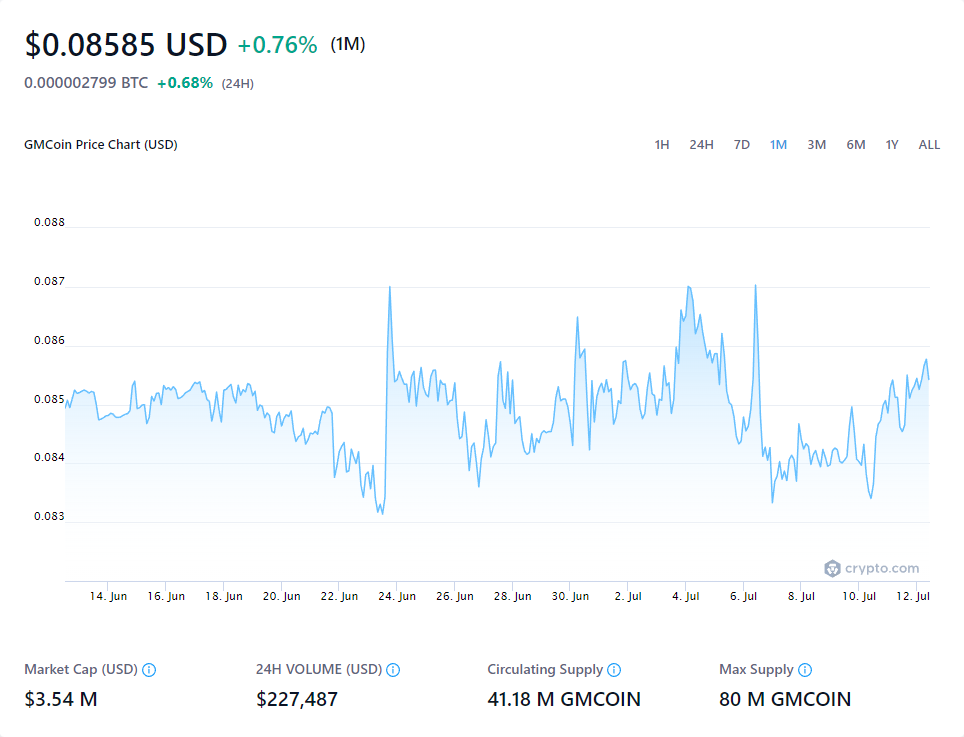 $0.08585 USD +0.76% (1M)
0.000002799 BTC +0.68% (24H)
GMCoin Price Chart (USD) 1H 24H 7D 1M 3M 6M 1Y ALL
0.088
0.087
0.086
0.085
0.084
0.083
crypto.com
14. Jun 16. Jun 18. Jun 20. Jun 22. Jun 24. Jun 26. Jun 28. Jun 30. Jun 2. Jul 4. Jul 6. Jul 8. Jul 10. Jul 12. Jul
Market Cap (USD) 24H VOLUME (USD) Circulating Supply Max Supply
$3.54 M $227,487 41.18 M GMCOIN 80 M GMCOIN